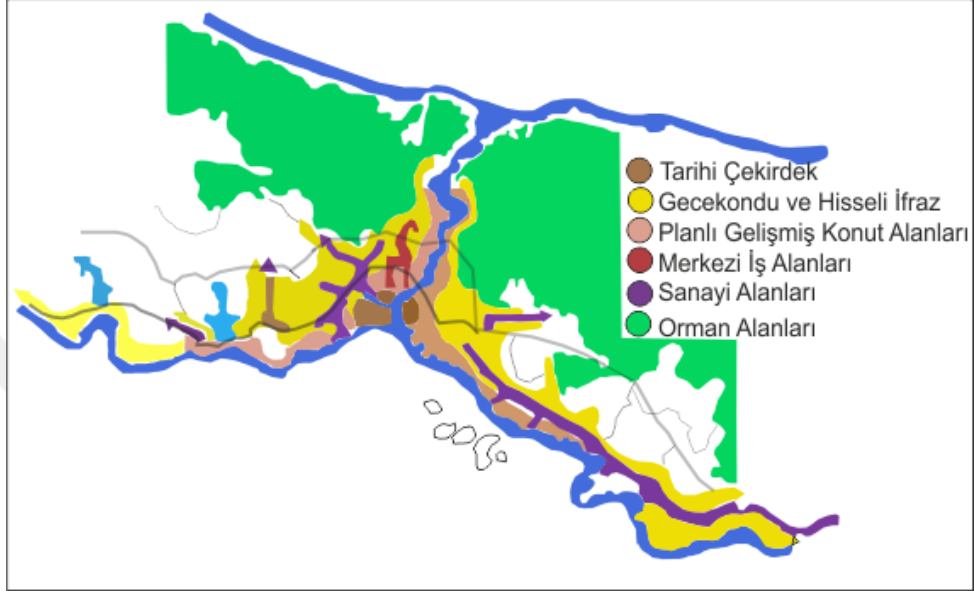 Tarihi Çekirdek
Gecekondu ve Hisseli İfraz
Planlı Gelişmiş Konut Alanları
Merkezi İş Alanları
Sanayi Alanları
Orman Alanları